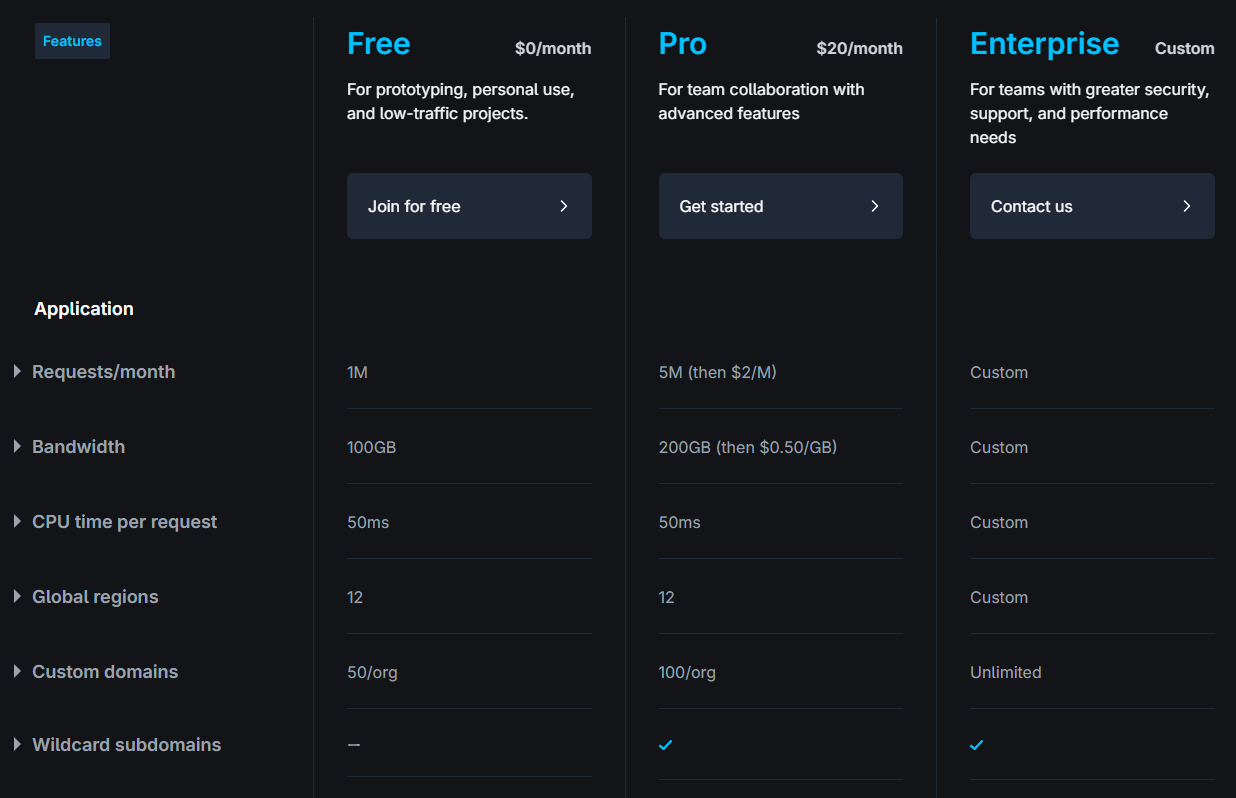 Features
Free $0/month
For prototyping, personal use,
and low-traffic projects.
Join for free
Pro $20/month
For team collaboration with
advanced features
Get started
Enterprise Custom
For teams with greater security,
support, and performance
needs
Contact us
Application
Requests/month 1M 5M (then $2/M) Custom
Bandwidth 100GB 200GB (then $0.50/GB) Custom
CPU time per request 50ms 50ms Custom
Global regions 12 12 Custom
Custom domains 50/org 100/org Unlimited
Wildcard subdomains — ✓ ✓